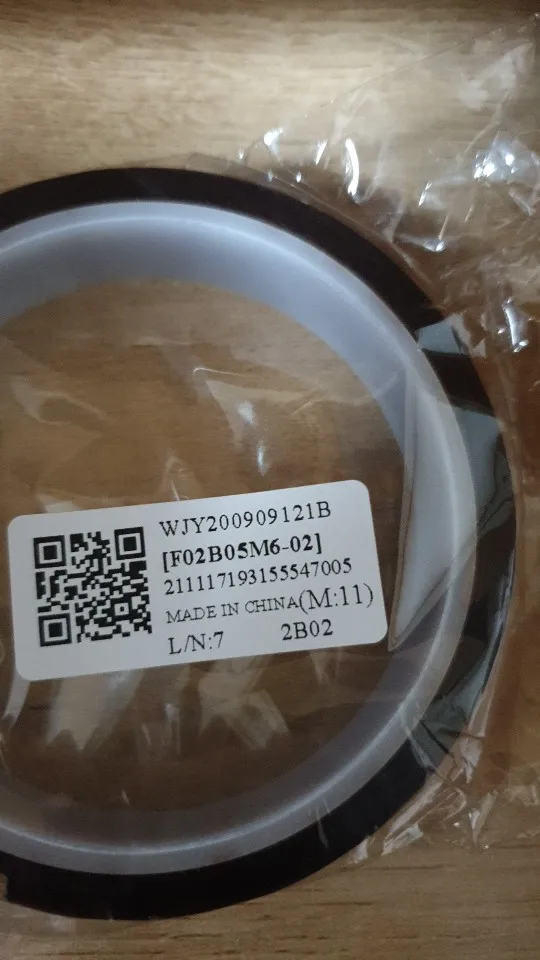 WJY200909121B
[F02B05M6-02]
211117193155547005
MADE IN CHINA(M:11)
L/N:7 2B02